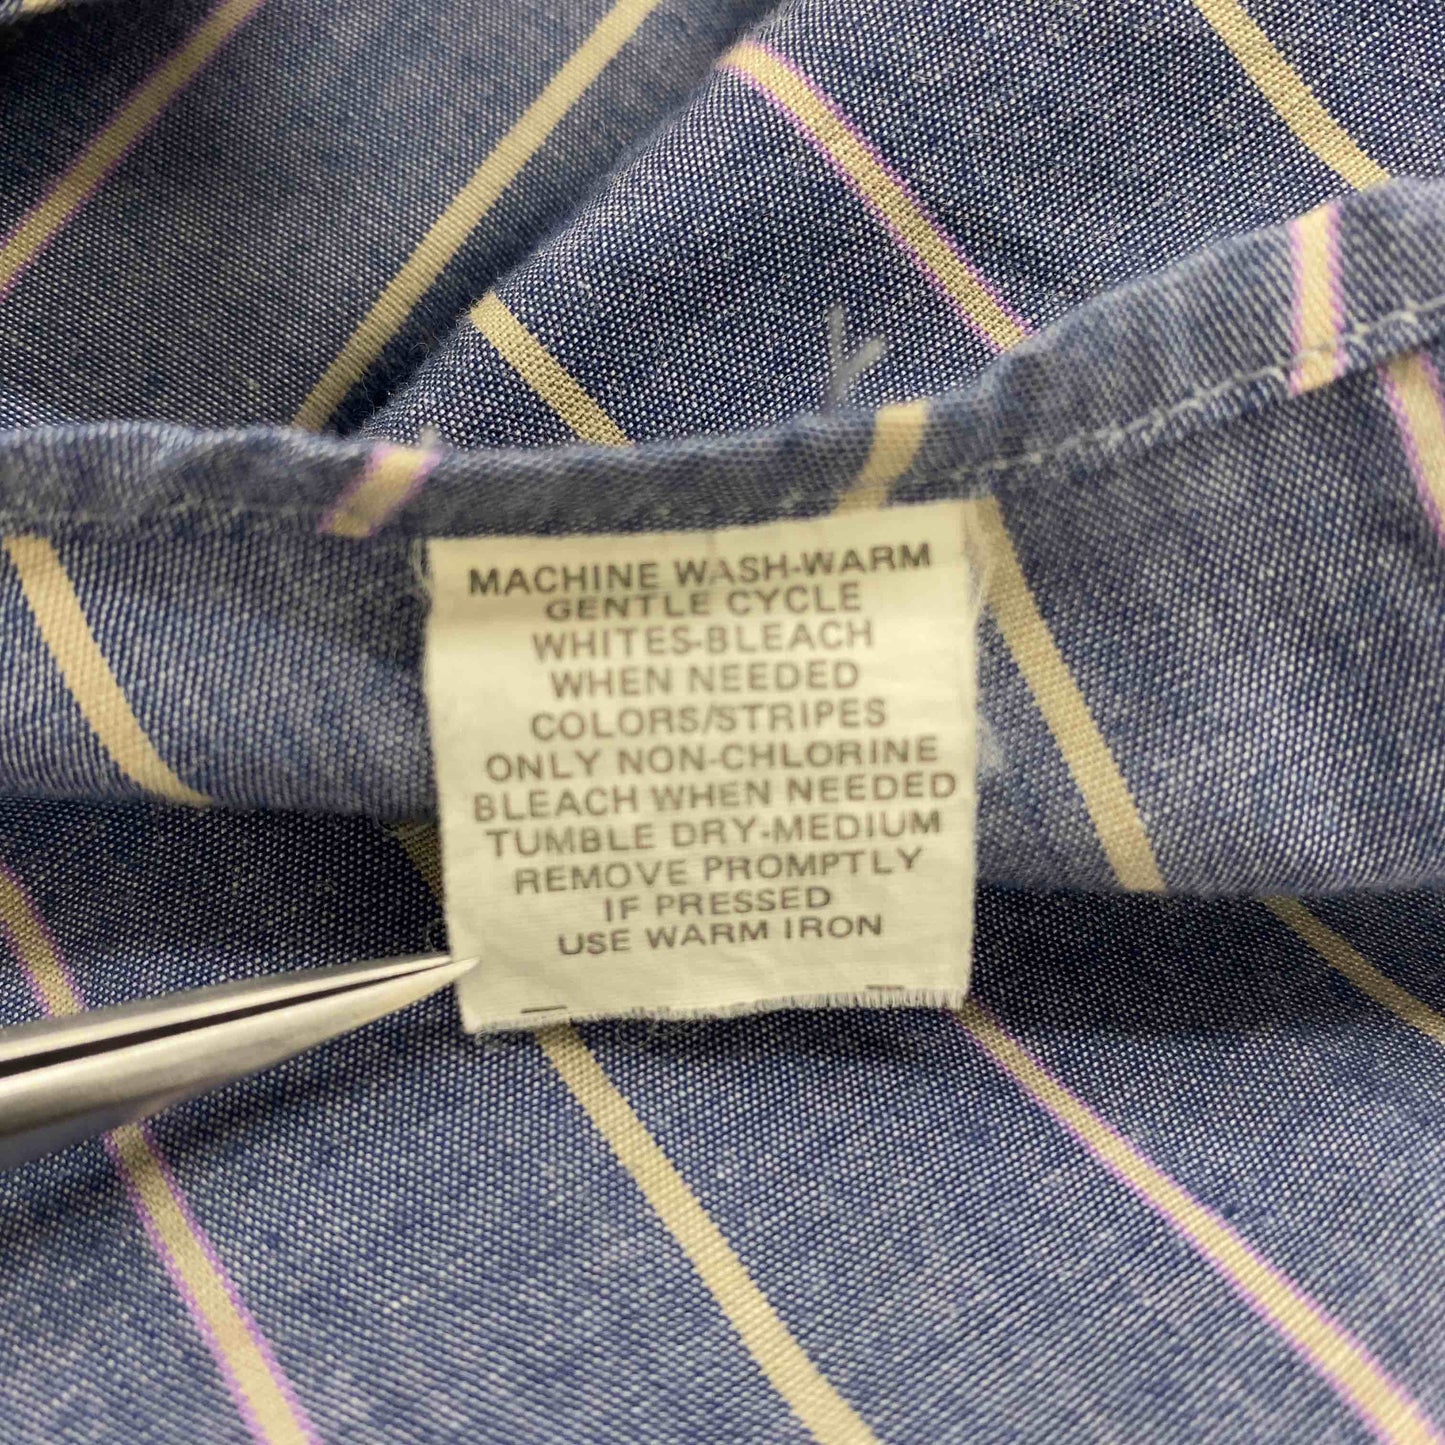 MACHINE WASH-WARM
GENTLE CYCLE
WHITES-BLEACH
WHEN NEEDED
COLORS/STRIPES
ONLY NON-CHLORINE
BLEACH WHEN NEEDED
TUMBLE DRY-MEDIUM
REMOVE PROMPTLY
IF PRESSED
USE WARM IRON